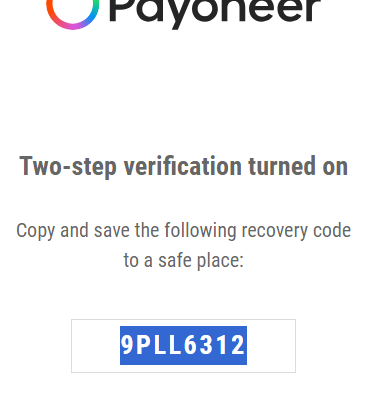 Payoneer
Two-step verification turned on
Copy and save the following recovery code
to a safe place:
9PLL6312